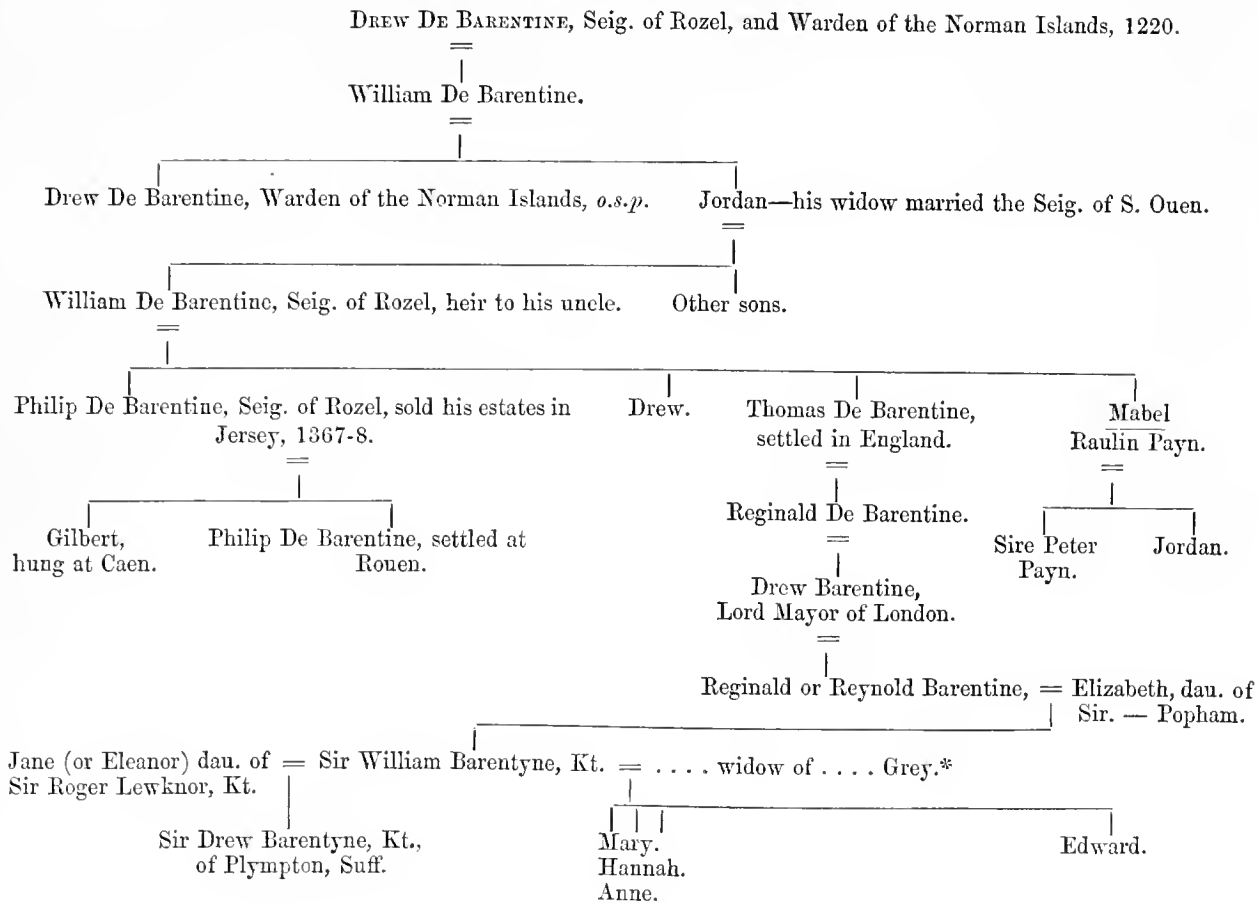 DREW DE BARENTINE, Seig. of Rozel, and Warden of the Norman Islands, 1220.
=
William De Barentine.
=
Drew De Barentine, Warden of the Norman Islands, o.s.p.
Jordan—his widow married the Seig. of S. Ouen.
=
William De Barentine, Seig. of Rozel, heir to his uncle.
Other sons.
=
Philip De Barentine, Seig. of Rozel, sold his estates in
Jersey, 1367-8.
=
Drew.
Thomas De Barentine,
settled in England.
=
Mabel
Raulin Payn.
=
Gilbert,
hung at Caen.
Philip De Barentine, settled at
Rouen.
Reginald De Barentine.
=
Sire Peter
Payn.
Jordan.
Drew Barentine,
Lord Mayor of London.
=
Reginald or Reynold Barentine, = Elizabeth, dau. of
Sir. — Popham.
Jane (or Eleanor) dau. of = Sir William Barentyne, Kt. = . . . . widow of . . . . Grey.*
Sir Roger Lewknor, Kt.
Sir Drew Barentyne, Kt.,
of Plympton, Suff.
Mary.
Hannah.
Anne.
Edward.